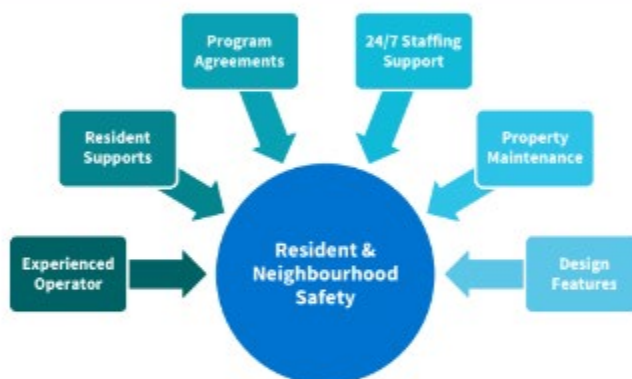 Program
Agreements
24/7 Staffing
Support
Resident
Supports
Property
Maintenance
Experienced
Operator
Resident &
Neighbourhood
Safety
Design
Features